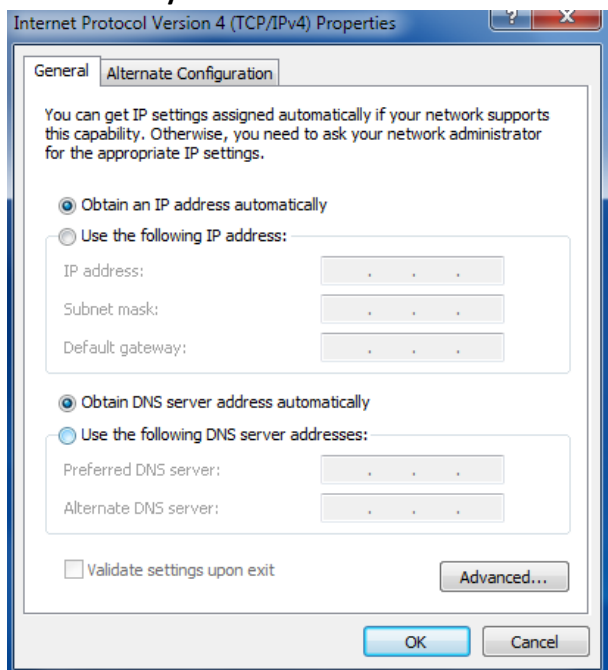 Internet Protocol Version 4 (TCP/IPv4) Properties
General
Alternate Configuration
You can get IP settings assigned automatically if your network supports
this capability. Otherwise, you need to ask your network administrator
for the appropriate IP settings.
Obtain an IP address automatically
Use the following IP address:
IP address:
Subnet mask:
Default gateway:
Obtain DNS server address automatically
Use the following DNS server addresses:
Preferred DNS server:
Alternate DNS server:
Validate settings upon exit
Advanced...
OK
Cancel